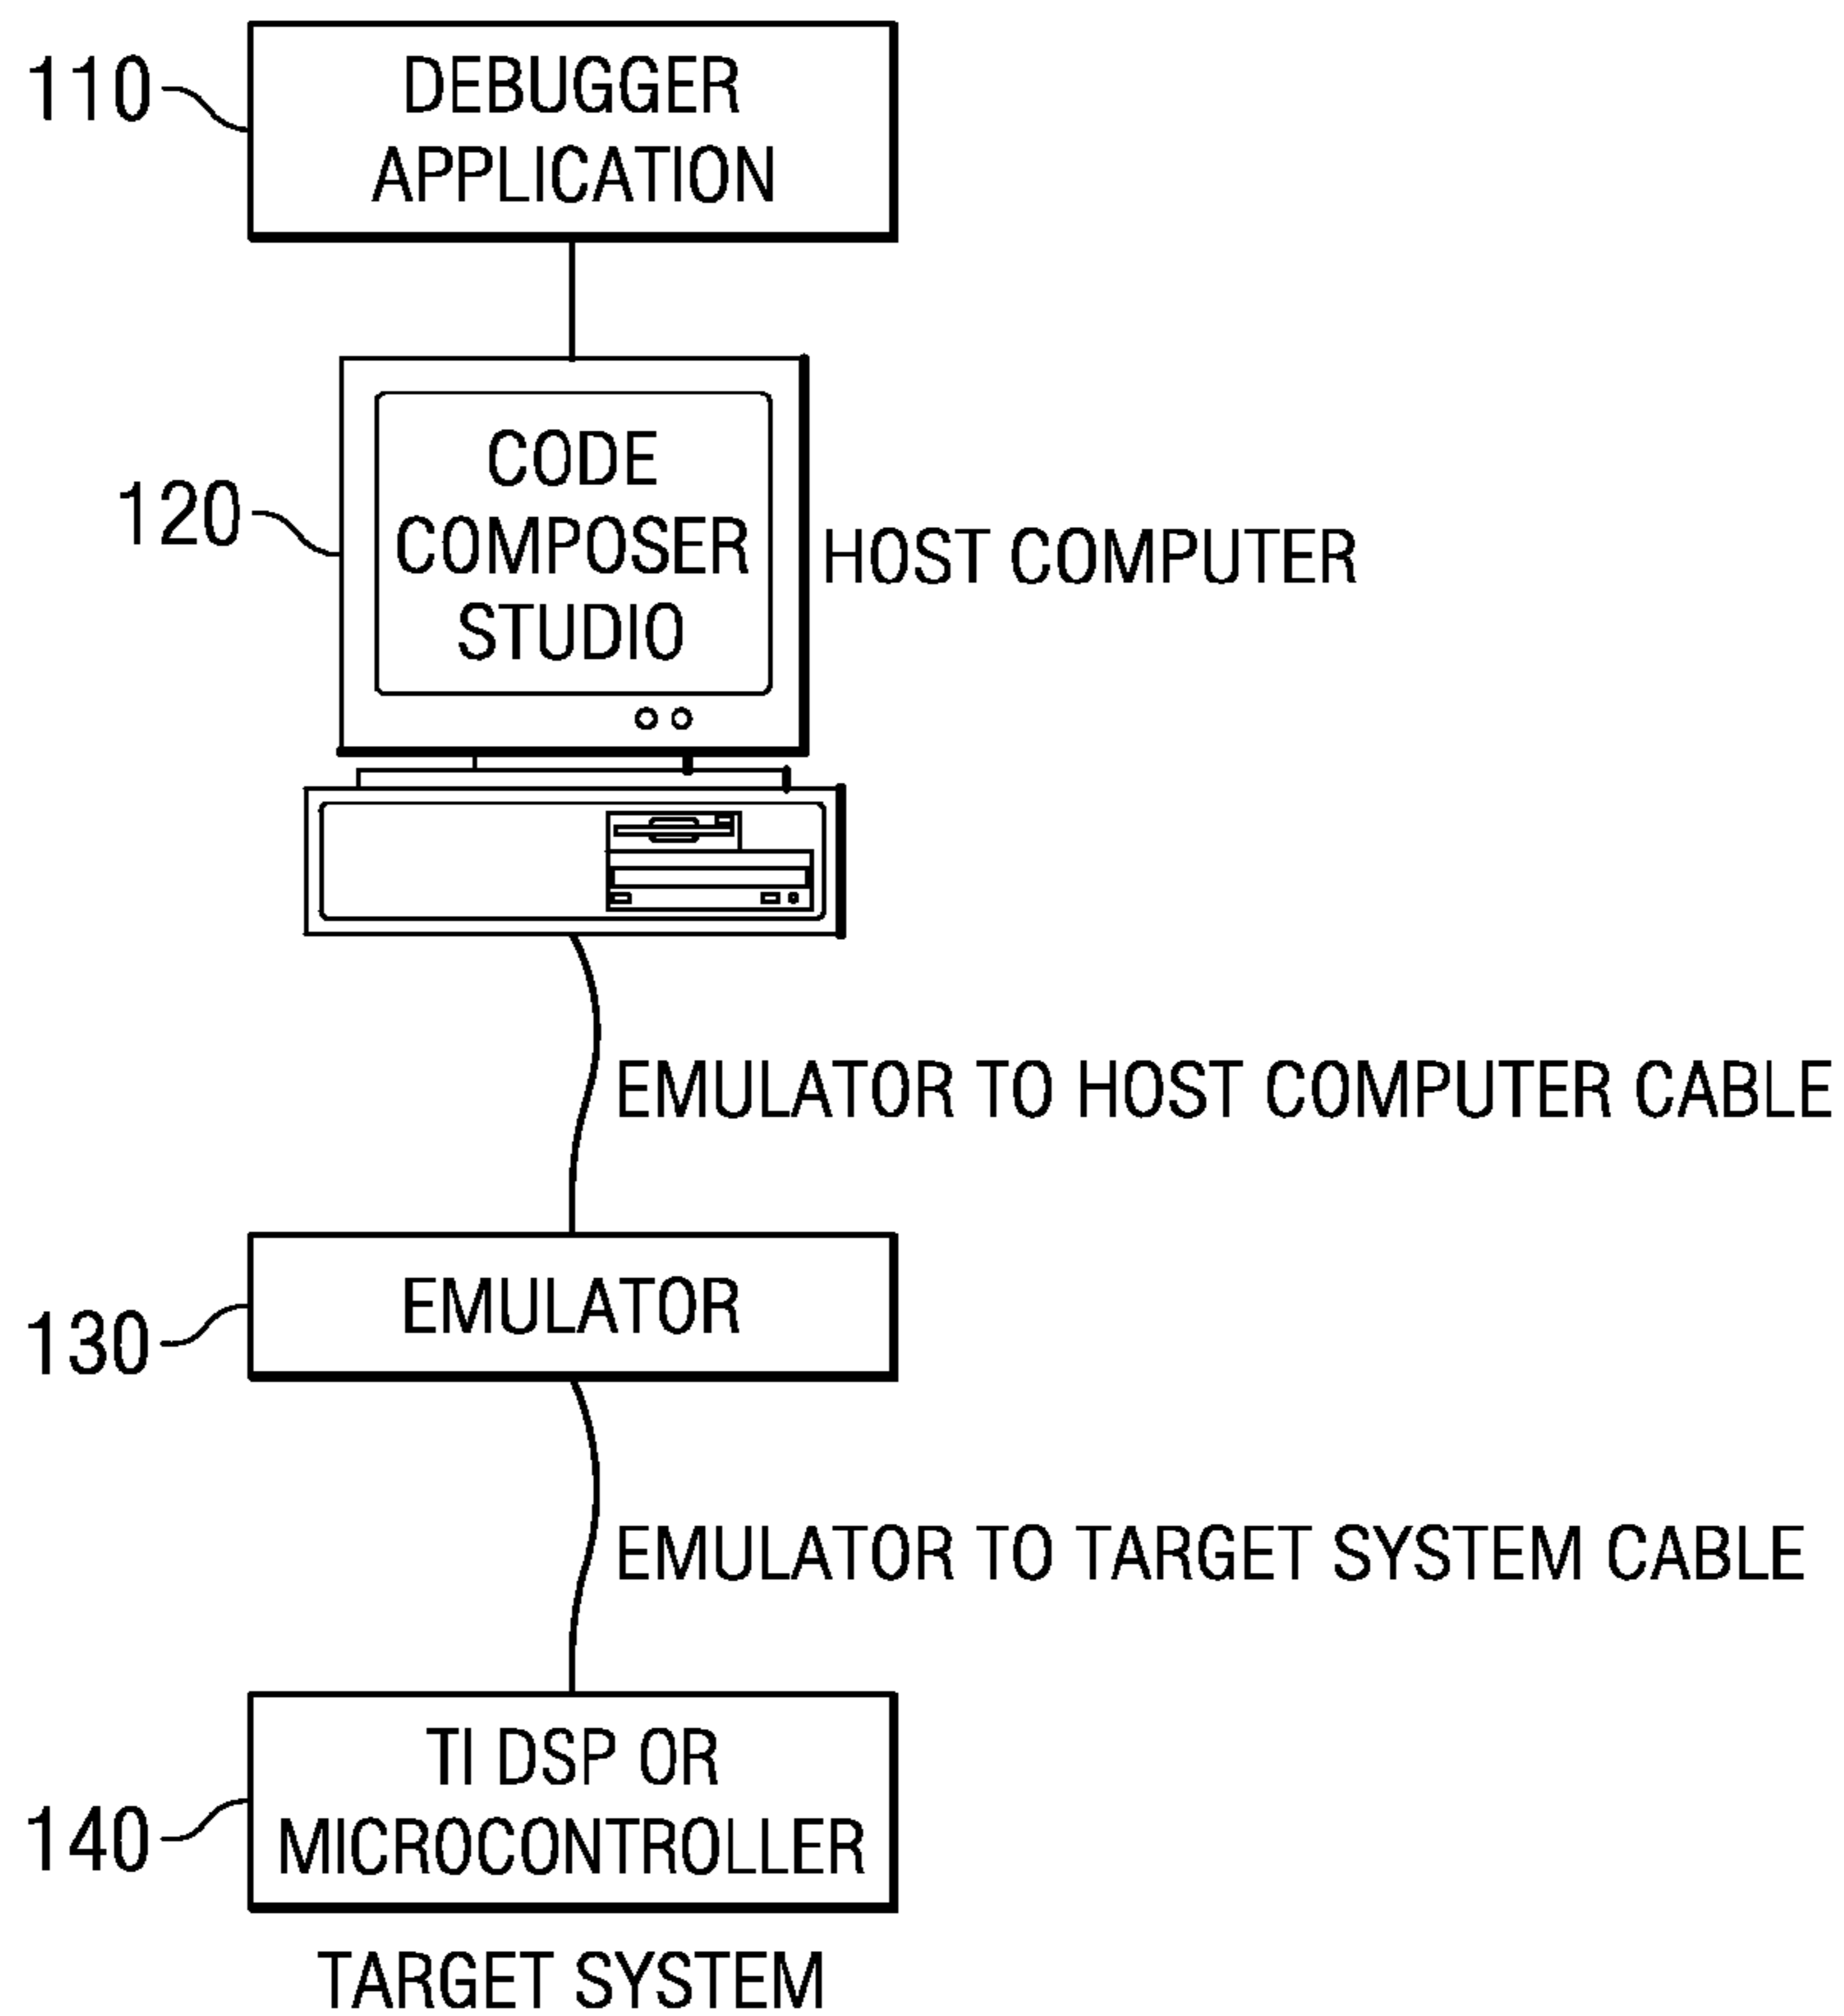 110
DEBUGGER
APPLICATION
120
CODE
COMPOSER
STUDIO
HOST COMPUTER
EMULATOR TO HOST COMPUTER CABLE
130
EMULATOR
EMULATOR TO TARGET SYSTEM CABLE
140
TI DSP OR
MICROCONTROLLER
TARGET SYSTEM